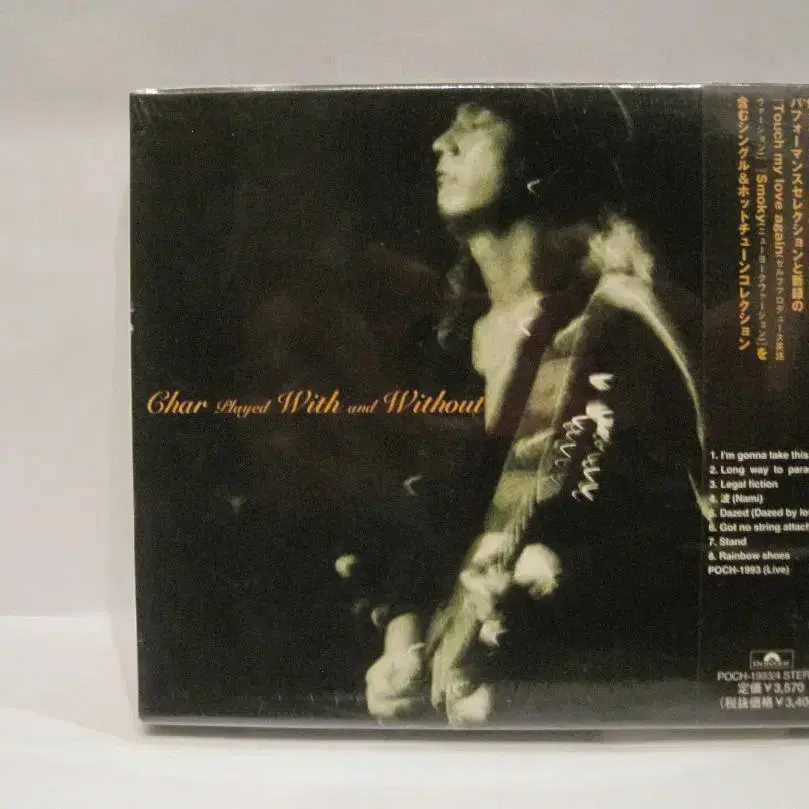 パフォーマンスセレクションと新録の
「Touch my love again(セルフプロデュース英語
ヴァージョン)」「Smoky(ニューヨークヴァージョン)」を
含むシングル&ホットチューンコレクション
Char Played With and Without
1. I'm gonna take this
2. Long way to
3. Legal fiction
4. 波 (Nami)
5. Dazed (Dazed by
6. Got no string
7. Stand
8. Rainbow shoes
POCH-1993 (Live)
Polydor
POCH-1993/4
定価¥3,570
(税抜価格¥3,40